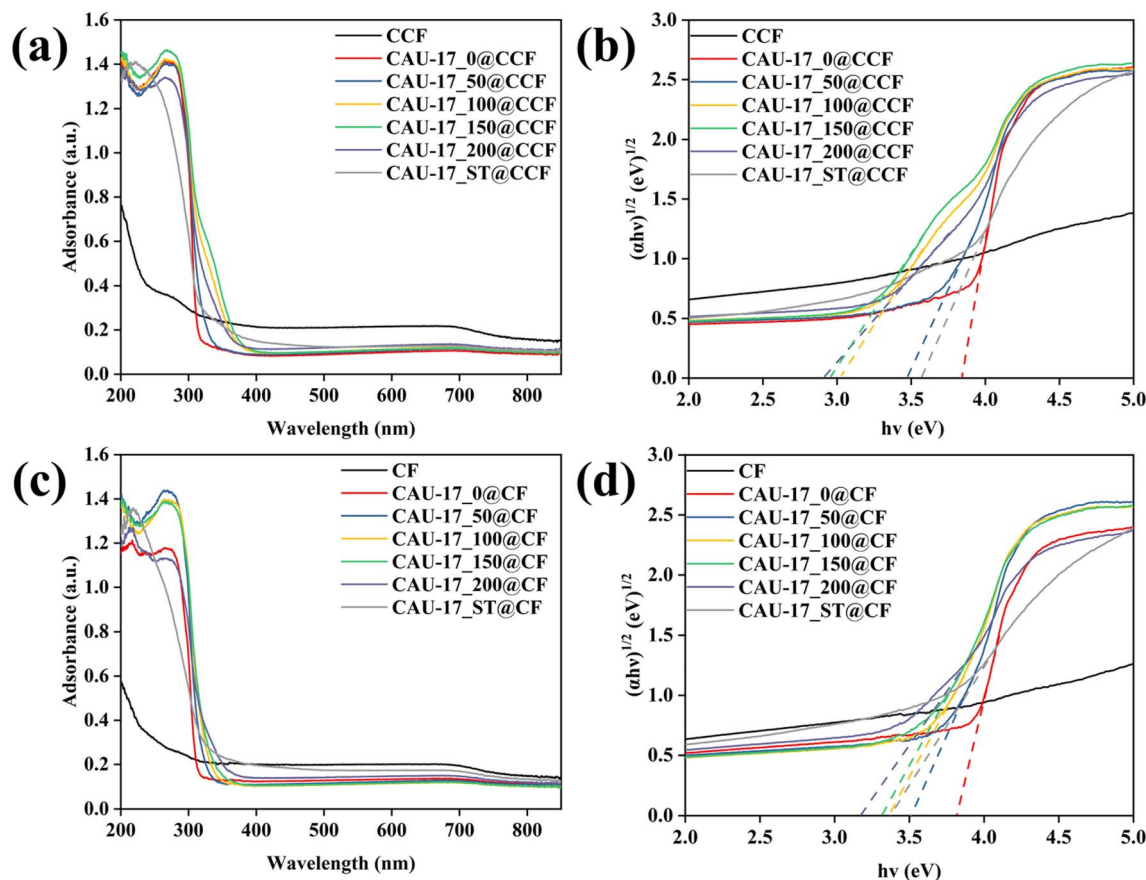 (a)
1.6
1.4
1.2
1.0
0.8
0.6
0.4
0.2
0.0
Adsorbance (a.u.)
200 300 400 500 600 700 800
Wavelength (nm)
CCF
CAU-17_0@CCF
CAU-17_50@CCF
CAU-17_100@CCF
CAU-17_150@CCF
CAU-17_200@CCF
CAU-17_ST@CCF
(b)
3.0
2.5
2.0
1.5
1.0
0.5
0.0
(αhv)1/2 (eV)1/2
2.0 2.5 3.0 3.5 4.0 4.5 5.0
hv (eV)
CCF
CAU-17_0@CCF
CAU-17_50@CCF
CAU-17_100@CCF
CAU-17_150@CCF
CAU-17_200@CCF
CAU-17_ST@CCF
(c)
1.6
1.4
1.2
1.0
0.8
0.6
0.4
0.2
0.0
Adsorbance (a.u.)
200 300 400 500 600 700 800
Wavelength (nm)
CF
CAU-17_0@CF
CAU-17_50@CF
CAU-17_100@CF
CAU-17_150@CF
CAU-17_200@CF
CAU-17_ST@CF
(d)
3.0
2.5
2.0
1.5
1.0
0.5
0.0
(αhv)1/2 (eV)1/2
2.0 2.5 3.0 3.5 4.0 4.5 5.0
hv (eV)
CF
CAU-17_0@CF
CAU-17_50@CF
CAU-17_100@CF
CAU-17_150@CF
CAU-17_200@CF
CAU-17_ST@CF